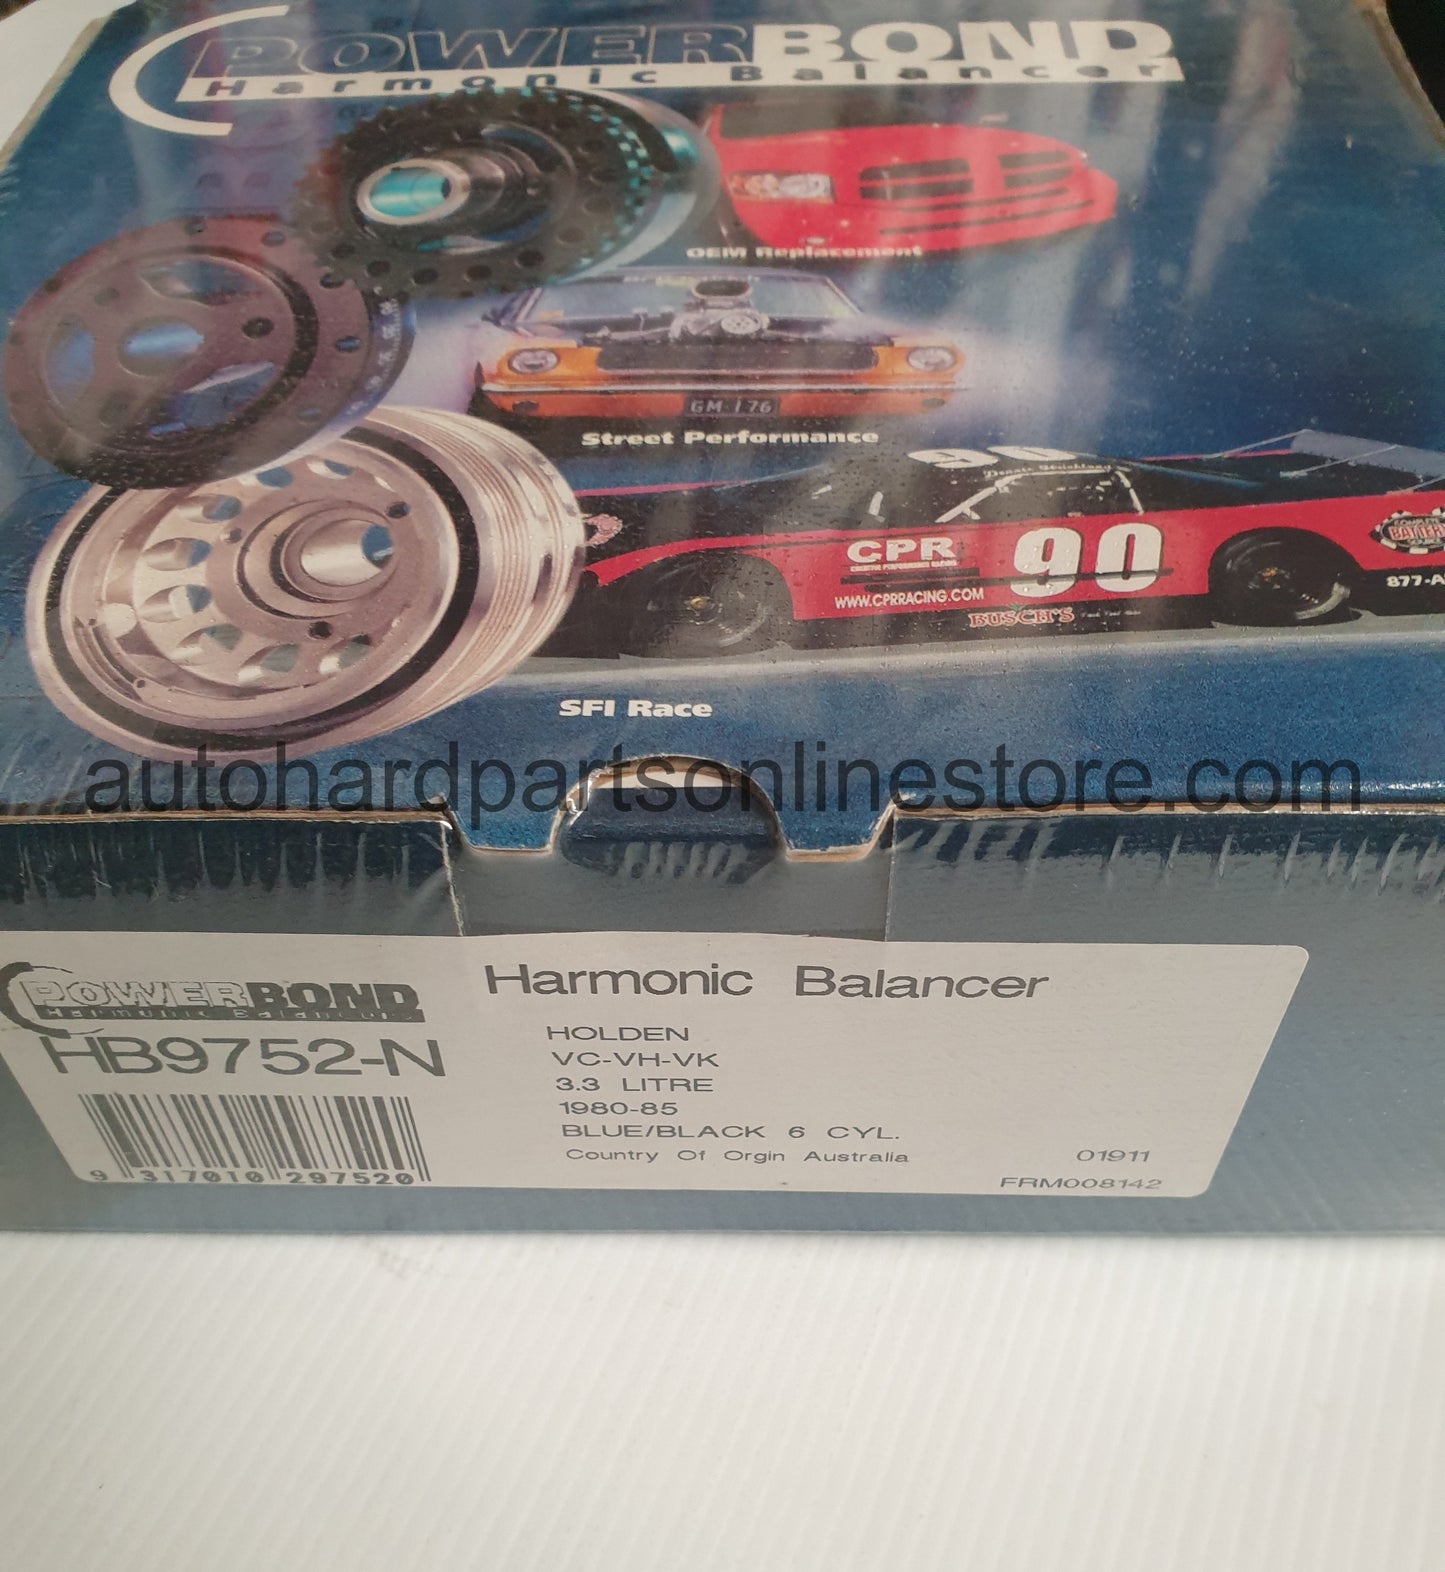 POWERBOND
Harmonic Balancer
OEM Replacement
GM 176
Street Performance
90
CPR
90
WWW.CPRRACING.COM
BUSCH'S
877-A
SFI Race
autohardpartsonlinestore.com
POWERBOND
Harmonic Balancers
Harmonic Balancer
HB9752-N
HOLDEN
VC-VH-VK
3.3 LITRE
1980-85
BLUE/BLACK 6 CYL.
Country Of Orgin Australia
01911
FRM008142
9 317010 297520